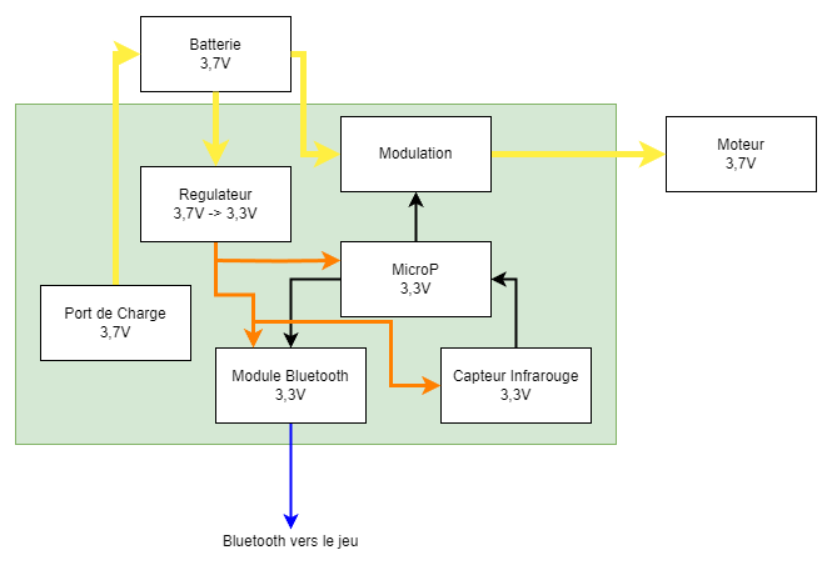 Batterie
3,7V
Modulation
Moteur
3,7V
Regulateur
3,7V -> 3,3V
MicroP
3,3V
Port de Charge
3,7V
Module Bluetooth
3,3V
Capteur Infrarouge
3,3V
Bluetooth vers le jeu